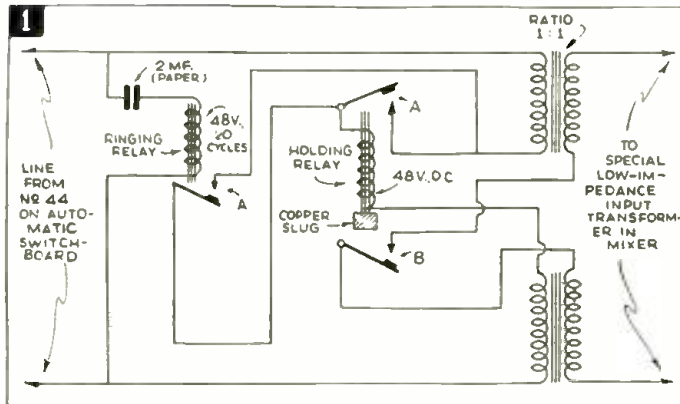 1
RATIO
1:1
2 MF.
(PAPER)
RINGING
RELAY
48V.,
20
CYCLES
A
A
HOLDING
RELAY
48V., D.C
COPPER
SLUG
B
LINE
FROM
Nº 44
ON AUTO-
MATIC
SWITCH-
BOARD
TO
SPECIAL
LOW-IM-
PEDANCE
INPUT
TRANSFORM-
ER IN
MIXER